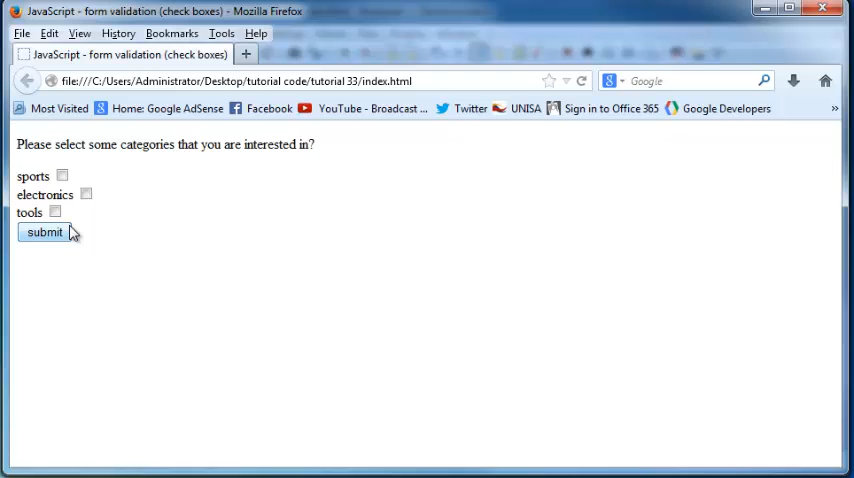 JavaScript - form validation (check boxes) - Mozilla Firefox
File Edit View History Bookmarks Tools Help
JavaScript - form validation (check boxes) +
file:///C:/Users/Administrator/Desktop/tutorial code/tutorial 33/index.html Google
Most Visited Home: Google AdSense Facebook YouTube - Broadcast ... Twitter UNISA Sign in to Office 365 Google Developers »
Please select some categories that you are interested in?
sports
electronics
tools
submit